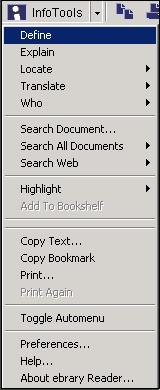 InfoTools
Define
Explain
Locate
Translate
Who
Search Document...
Search All Documents
Search Web
Highlight
Add To Bookshelf
Copy Text...
Copy Bookmark
Print...
Print Again
Toggle Automenu
Preferences...
Help...
About ebrary Reader...